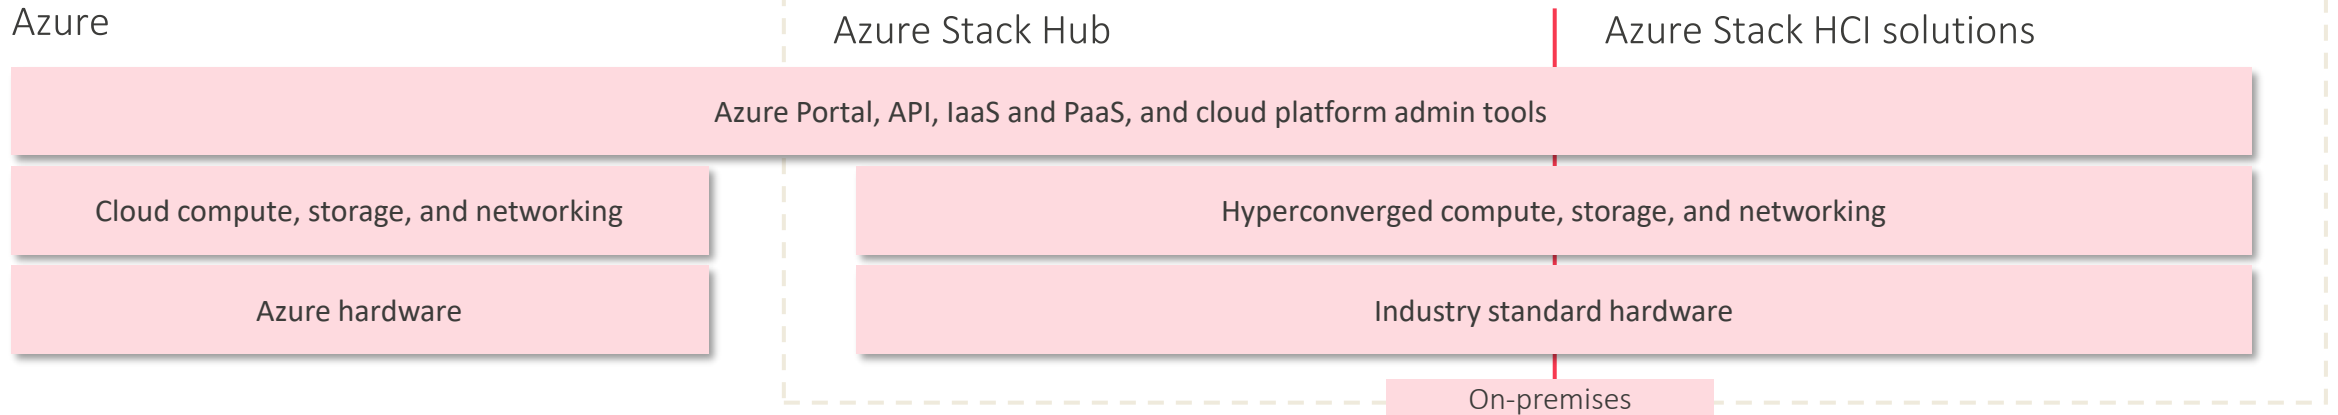 Azure
Azure Stack Hub
Azure Stack HCI solutions
Azure Portal, API, IaaS and PaaS, and cloud platform admin tools
Cloud compute, storage, and networking
Hyperconverged compute, storage, and networking
Azure hardware
Industry standard hardware
On-premises